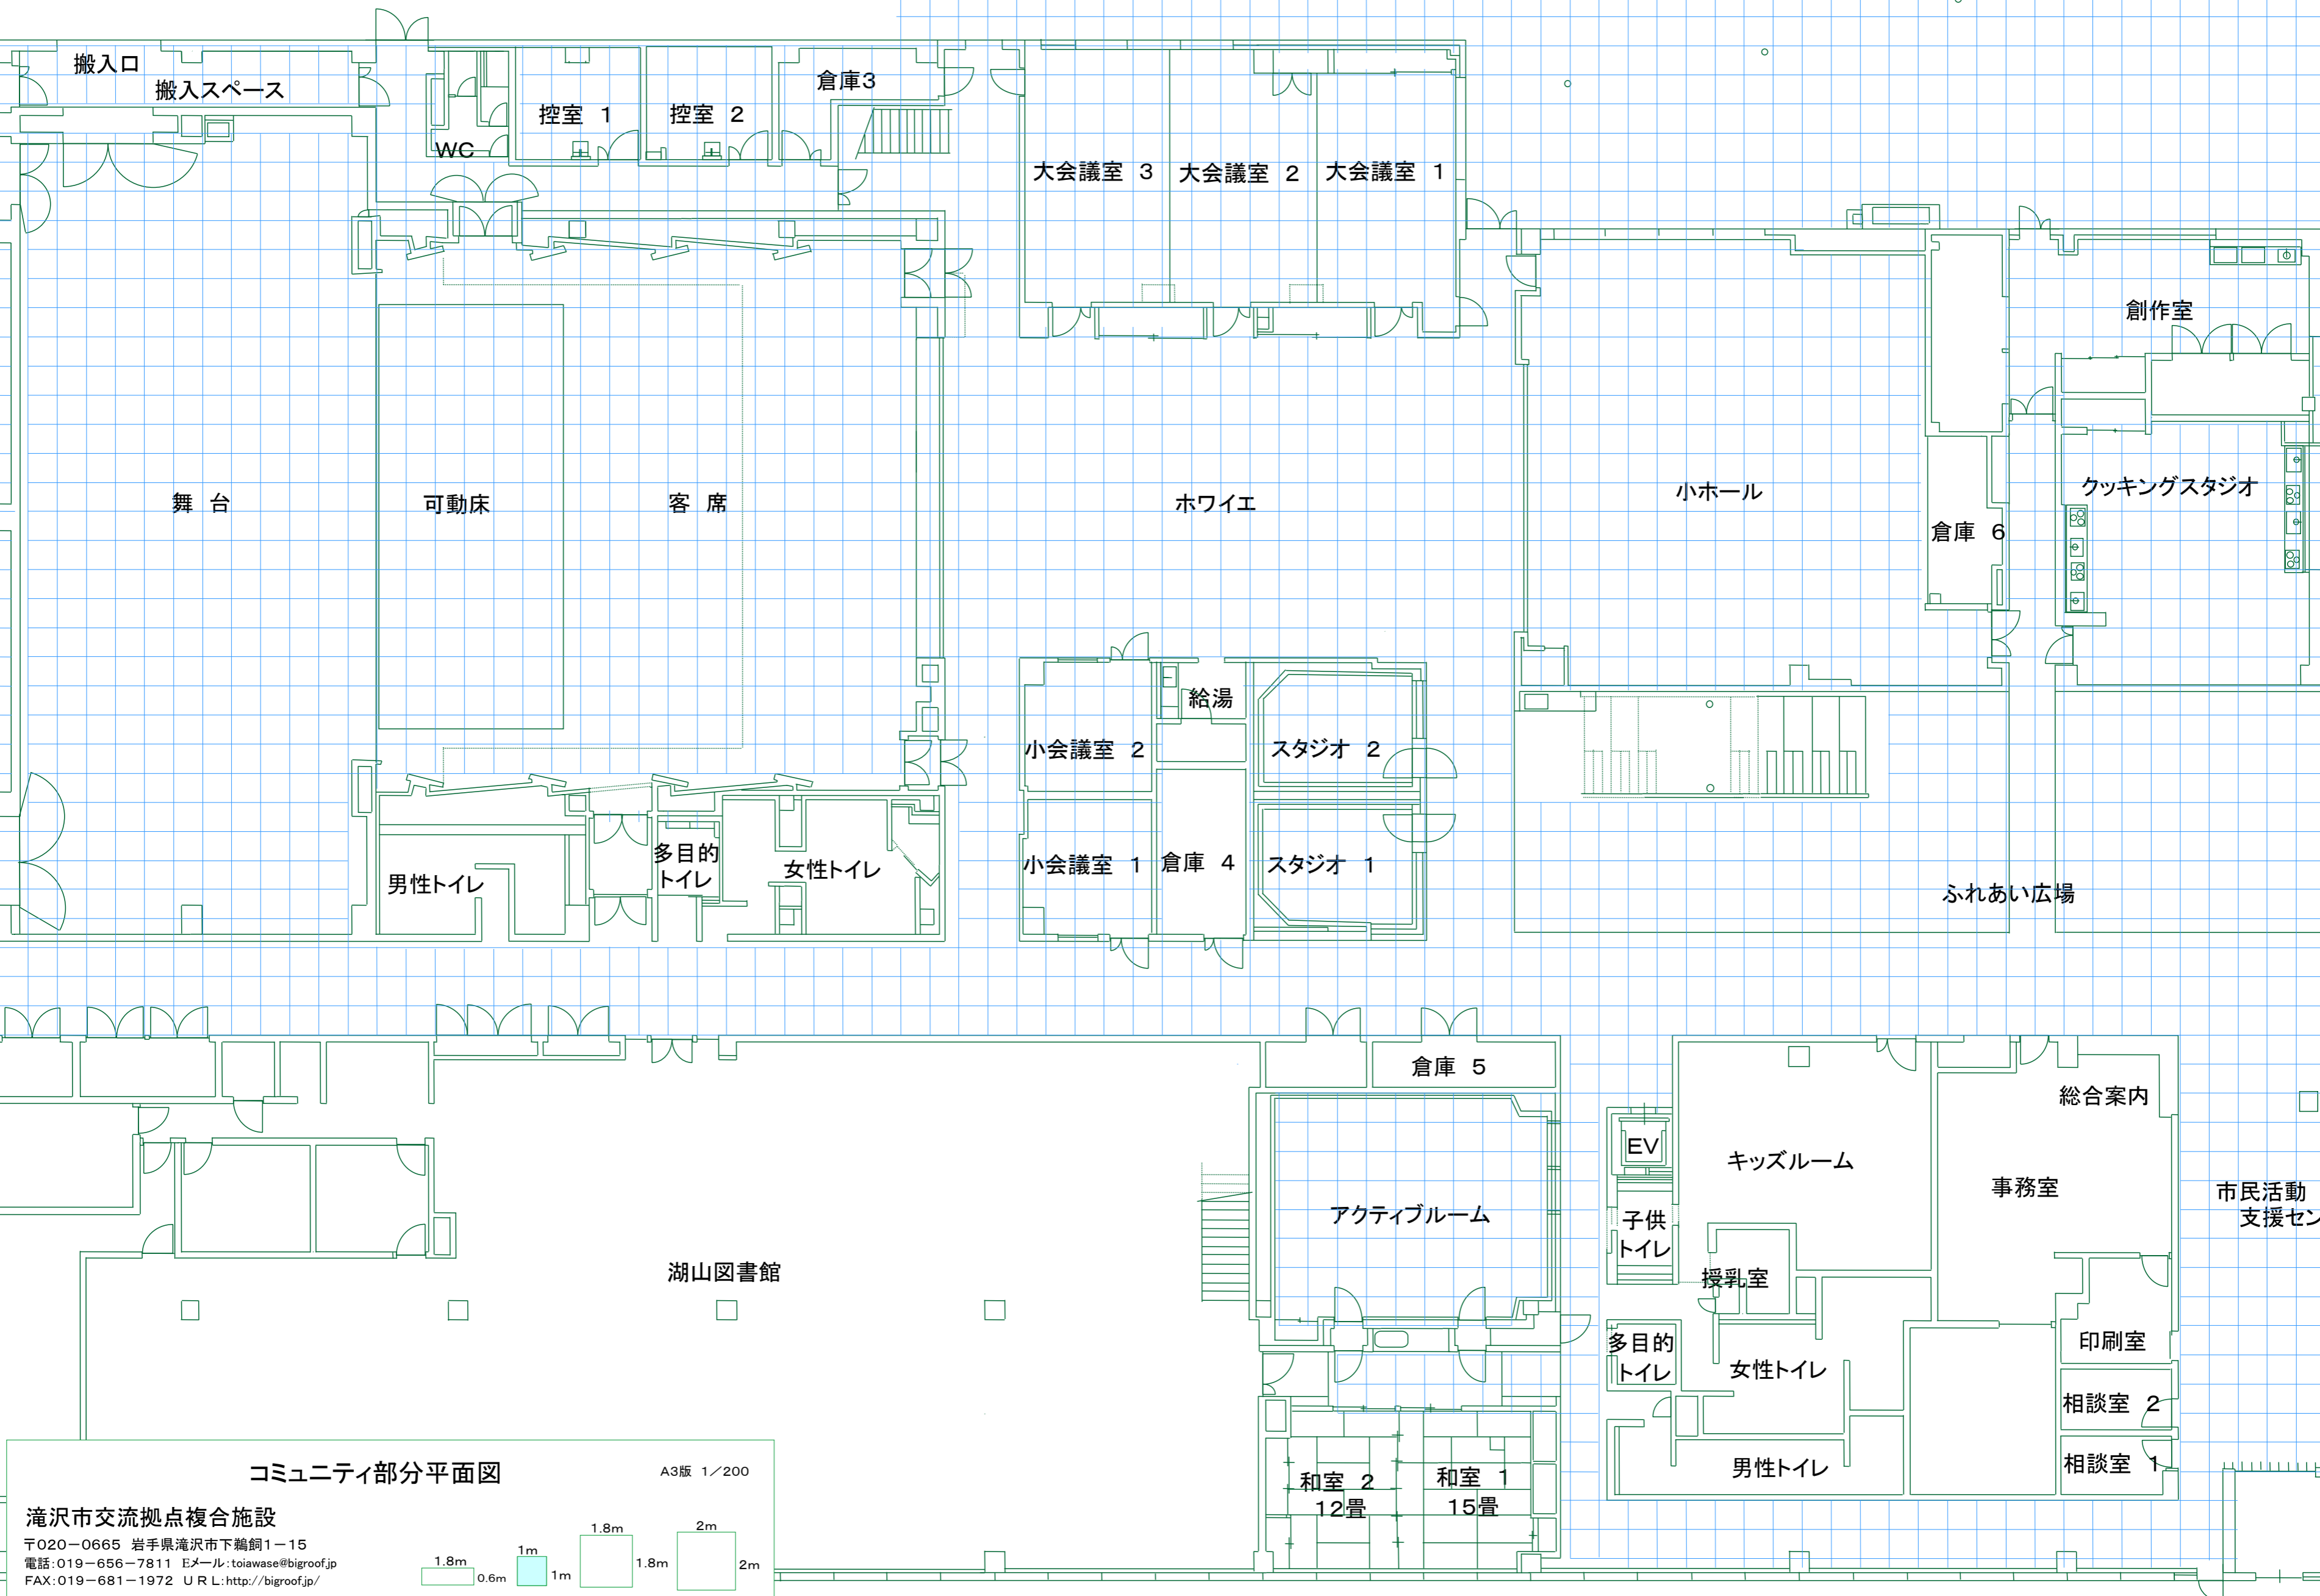 搬入口
搬入スペース
倉庫3
控室 1
控室 2
WC
大会議室 3
大会議室 2
大会議室 1
創作室
舞 台
可動床
客 席
ホワイエ
小ホール
倉庫 6
クッキングスタジオ
給湯
小会議室 2
スタジオ 2
小会議室 1
倉庫 4
スタジオ 1
男性トイレ
多目的
トイレ
女性トイレ
ふれあい広場
倉庫 5
総合案内
EV
キッズルーム
事務室
アクティブルーム
子供
トイレ
市民活動
支援セン
湖山図書館
授乳室
多目的
トイレ
女性トイレ
印刷室
相談室 2
男性トイレ
相談室 1
和室 2
12畳
和室 1
15畳
コミュニティ部分平面図
A3版 1/200
滝沢市交流拠点複合施設
〒020-0665 岩手県滝沢市下鵜飼1-15
電話:019-656-7811 Eメール:toiawase@bigroof.jp
FAX:019-681-1972 URL:http://bigroof.jp/
1.8m
0.6m
1m
1m
1.8m
1.8m
2m
2m